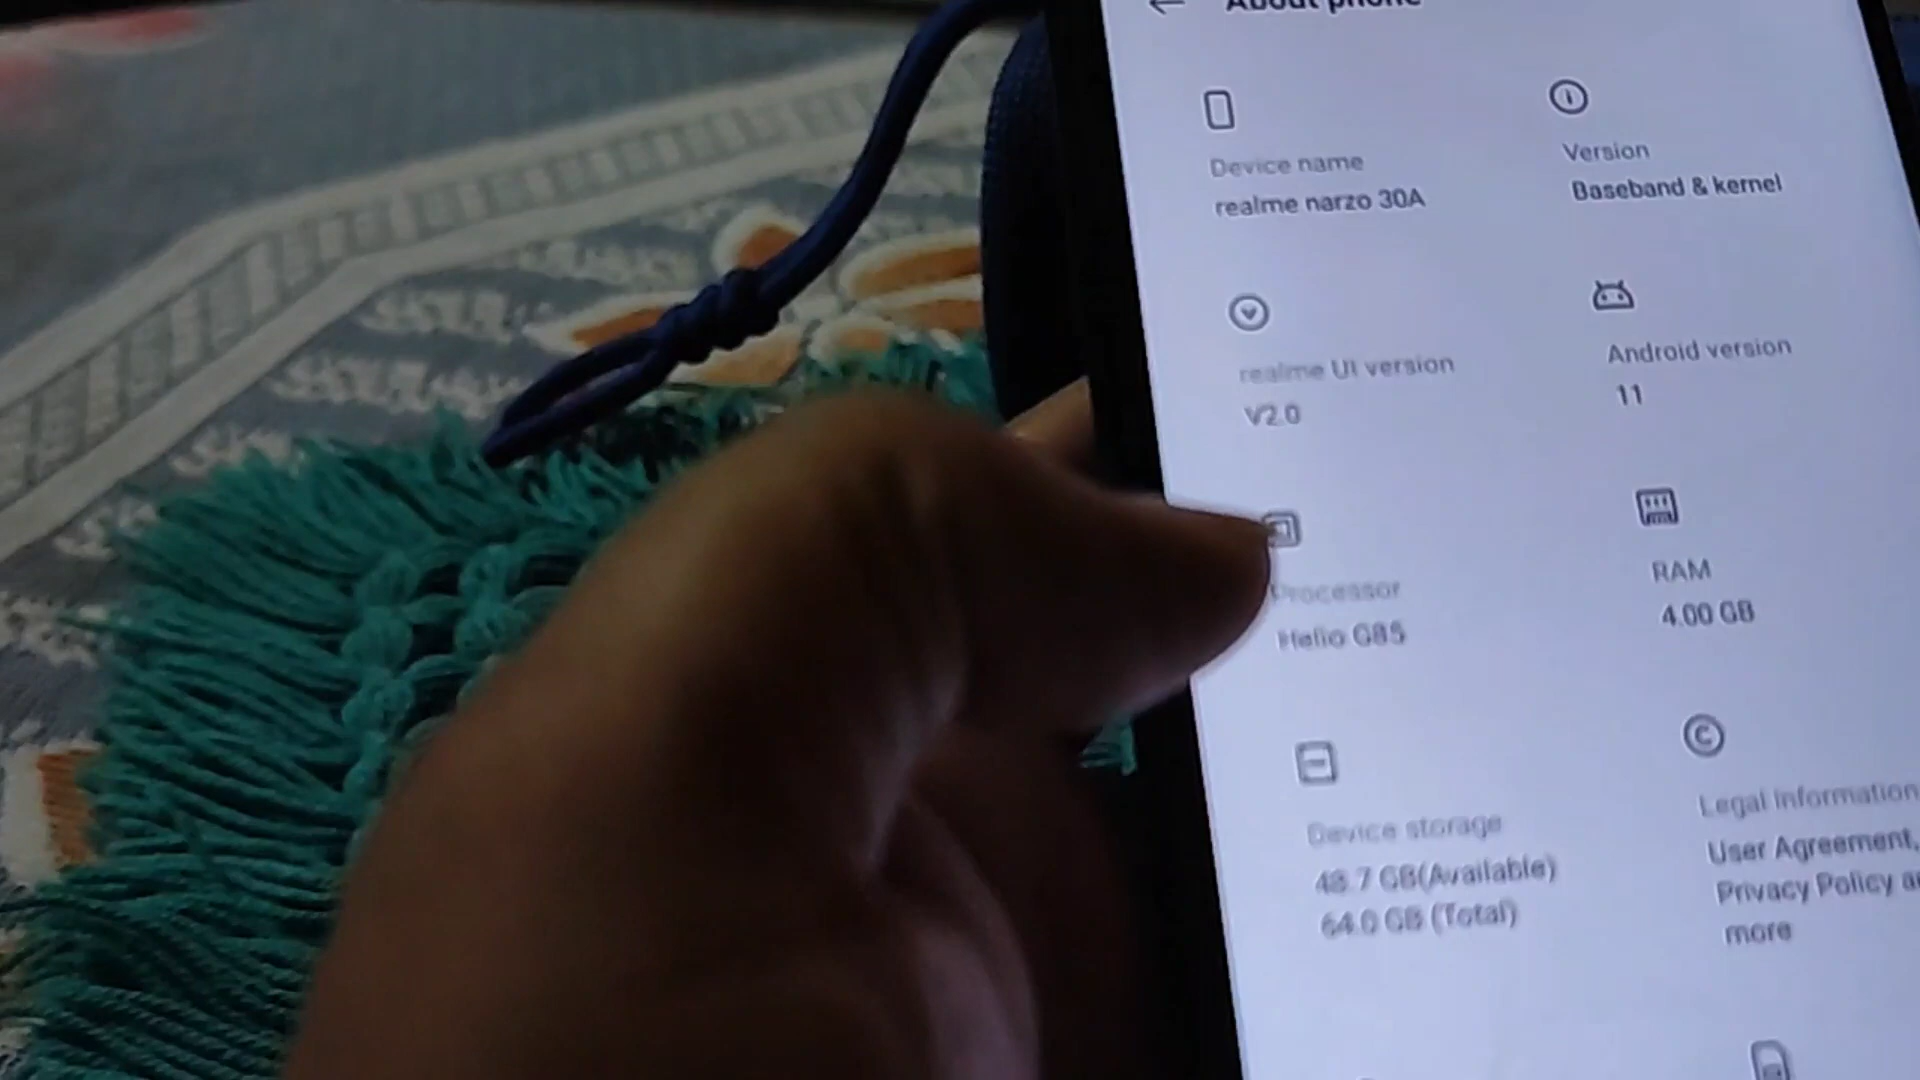 About phone
Device name
realme narzo 30A
Version
Baseband & kernel
realme UI version
V2.0
Android version
11
Processor
Helio G85
RAM
4.00 GB
Device storage
48.7 GB(Available)
64.0 GB (Total)
Legal information
User Agreement,
Privacy Policy a
more